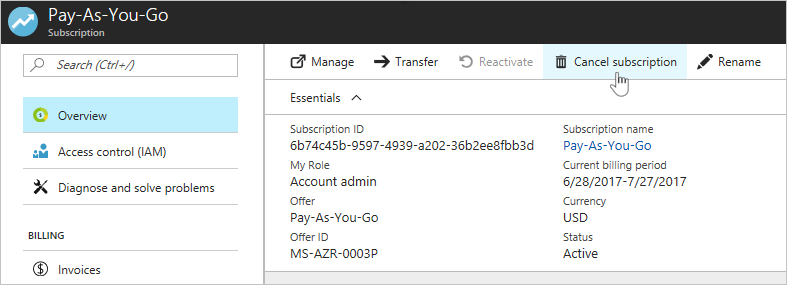 Pay-As-You-Go
Subscription
Search (Ctrl+/)
Overview
Access control (IAM)
Diagnose and solve problems
BILLING
Invoices
Manage Transfer Reactivate Cancel subscription Rename
Essentials
Subscription ID
6b74c45b-9597-4939-a202-36b2ee8fbb3d
My Role
Account admin
Offer
Pay-As-You-Go
Offer ID
MS-AZR-0003P
Subscription name
Pay-As-You-Go
Current billing period
6/28/2017-7/27/2017
Currency
USD
Status
Active